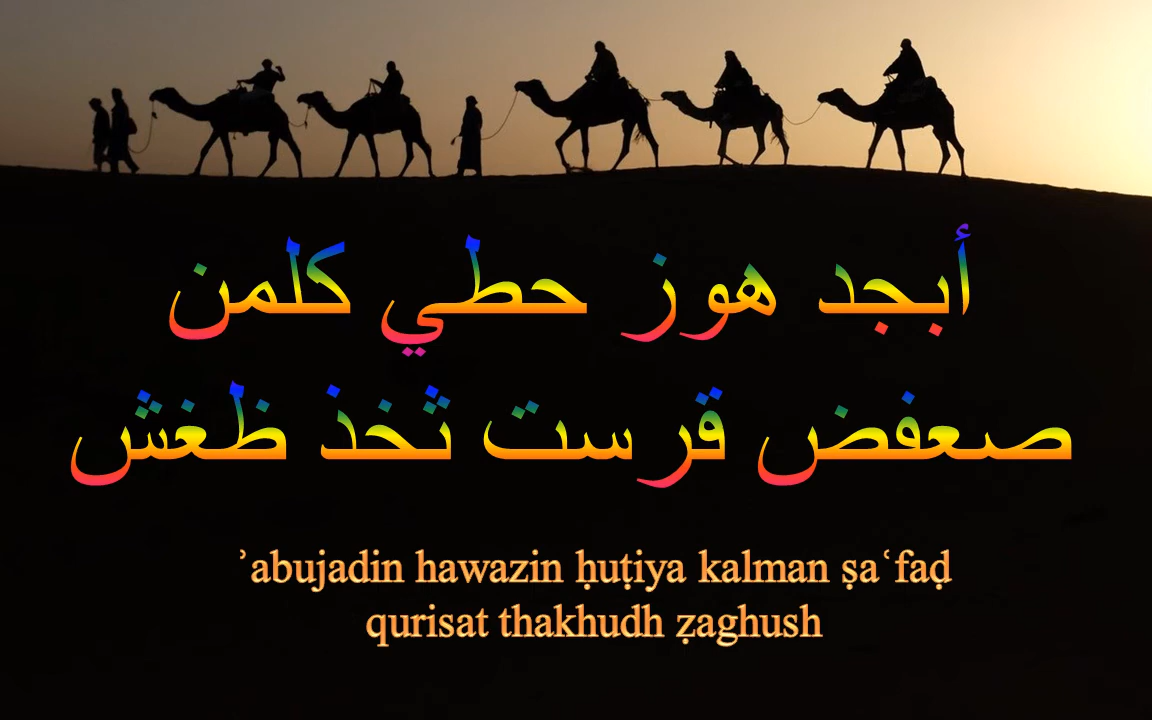 أبجد هوز حطي كلمن
صعفض قرست ثخذ ظغش
ʾabujadin hawazin ḥuṭiya kalman ṣaʿfaḍ
qurisat thakhudh ẓaghush